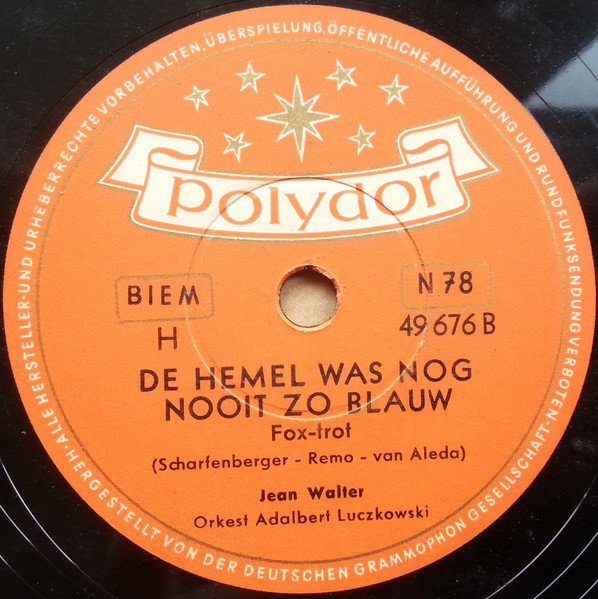 ALLE HERSTELLER- UND URHEBERRECHTE VORBEHALTEN, ÜBERSPIELUNG, ÖFFENTLICHE AUFFÜHRUNG UND RUNDFUNKSENDUNG VERBOTEN.
polydor
BIEM
N 78
H
49 676 B
DE HEMEL WAS NOG
NOOIT ZO BLAUW
Fox-trot
(Scharfenberger - Remo - van Aleda)
Jean Walter
Orkest Adalbert Luczkowski
HERGESTELLT VON DER DEUTSCHEN GRAMMOPHON GESELLSCHAFT